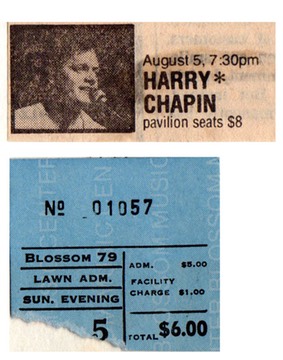 August 5, 7:30pm
HARRY*
CHAPIN
pavilion seats $8
Nº 01057
BLOSSOM 79
LAWN ADM.
SUN. EVENING
5
ADM. $5.00
FACILITY
CHARGE $1.00
TOTAL $6.00